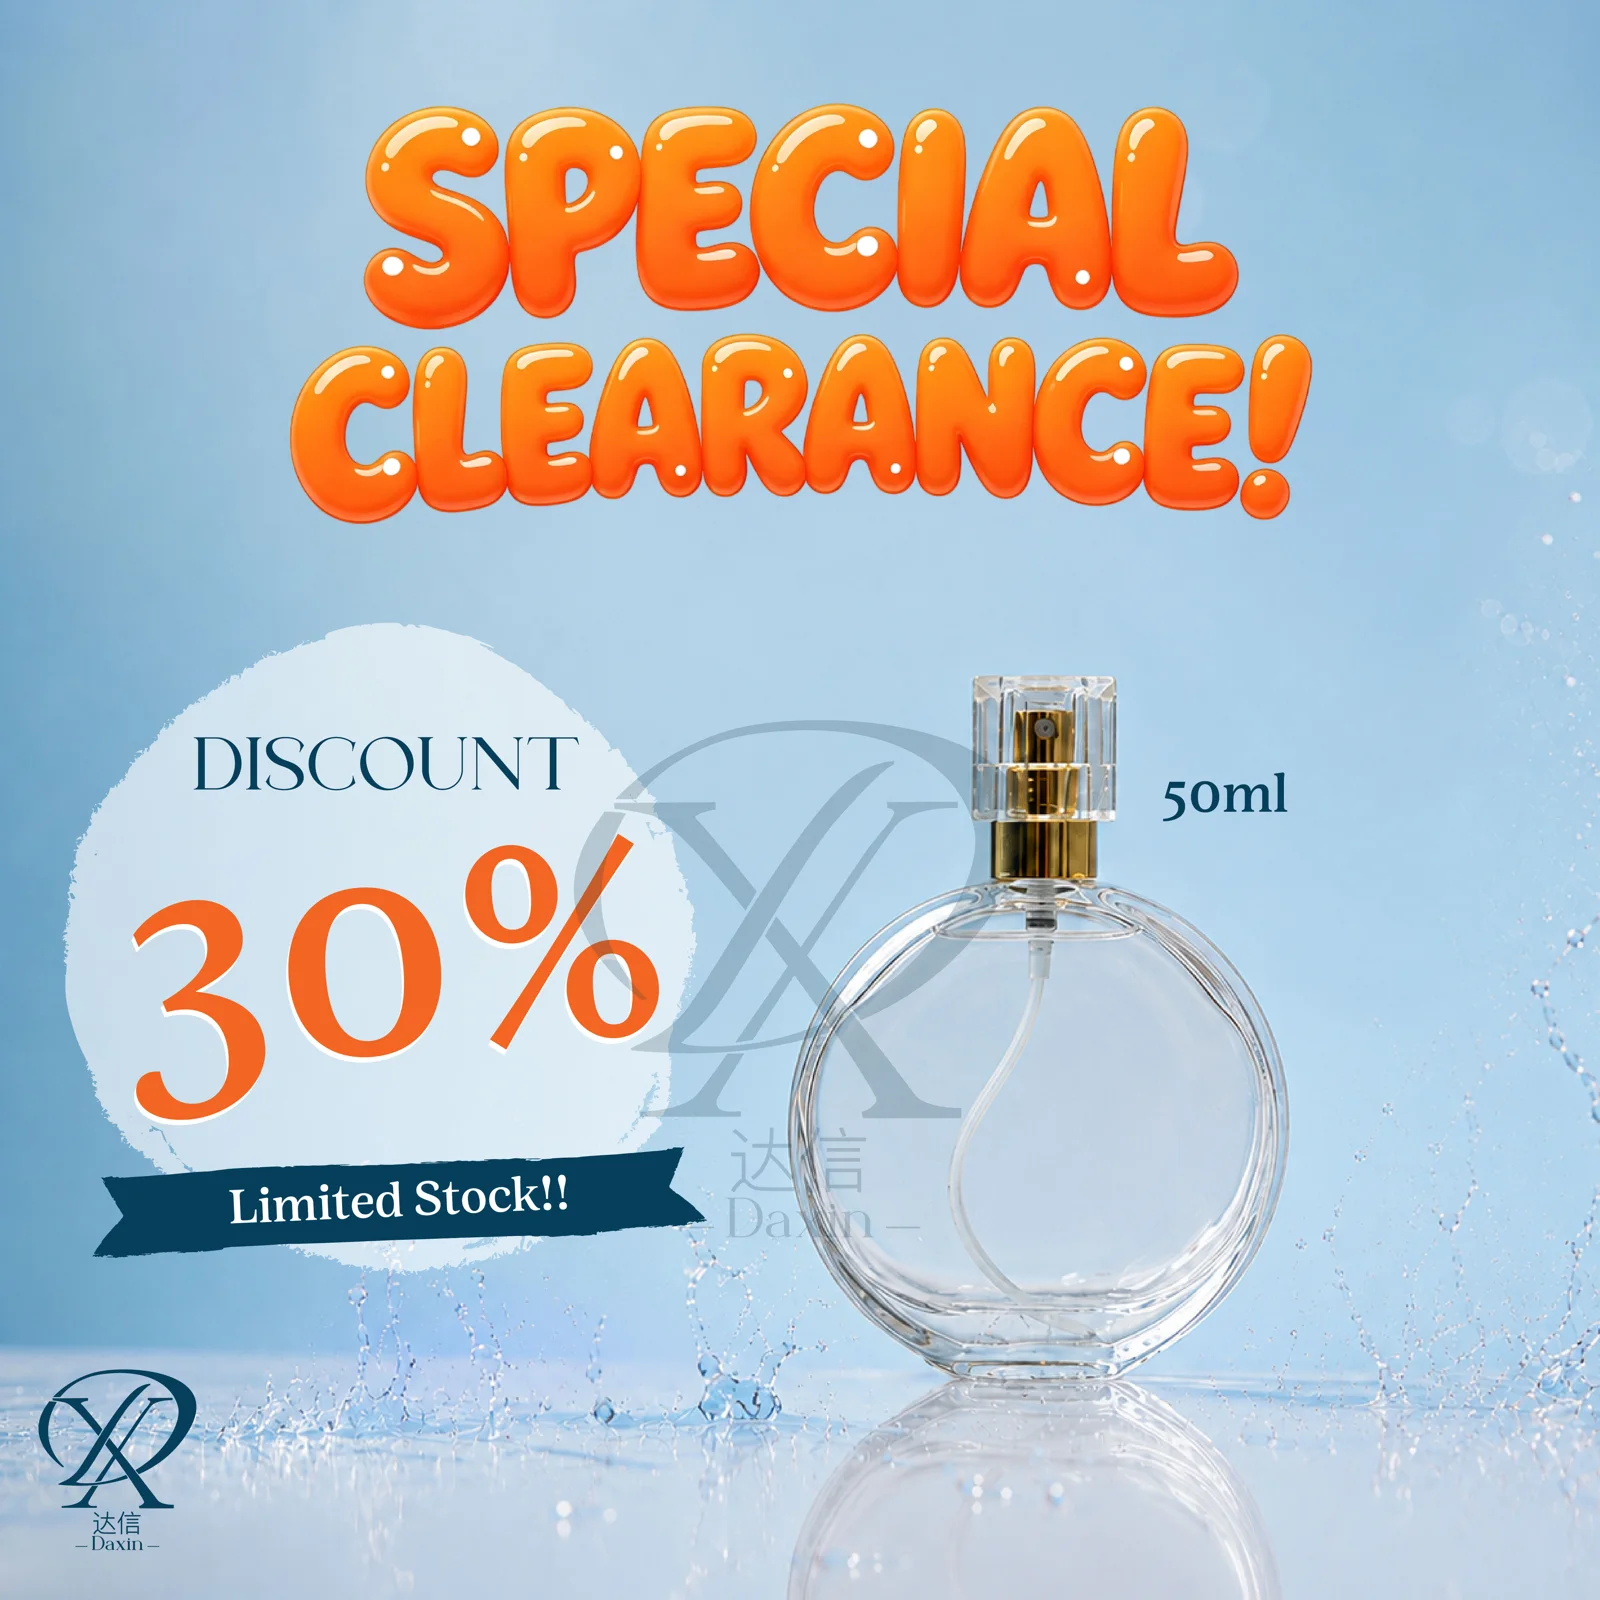 SPECIAL
CLEARANCE!
DISCOUNT
30%
Limited Stock!!
50ml
达信
Daxin
达信
–Daxin–